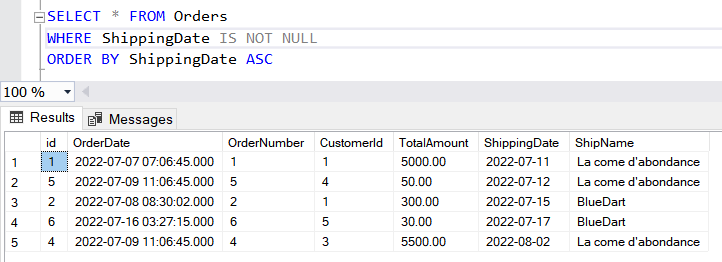 SELECT * FROM Orders
WHERE ShippingDate IS NOT NULL
ORDER BY ShippingDate ASC
100 %
Results Messages
id OrderDate OrderNumber CustomerId TotalAmount ShippingDate ShipName
1 1 2022-07-07 07:06:45.000 1 1 5000.00 2022-07-11 La come d'abondance
2 5 2022-07-09 11:06:45.000 5 4 50.00 2022-07-12 La come d'abondance
3 2 2022-07-08 08:30:02.000 2 1 300.00 2022-07-15 BlueDart
4 6 2022-07-16 03:27:15.000 6 5 30.00 2022-07-17 BlueDart
5 4 2022-07-09 11:06:45.000 4 3 5500.00 2022-08-02 La come d'abondance